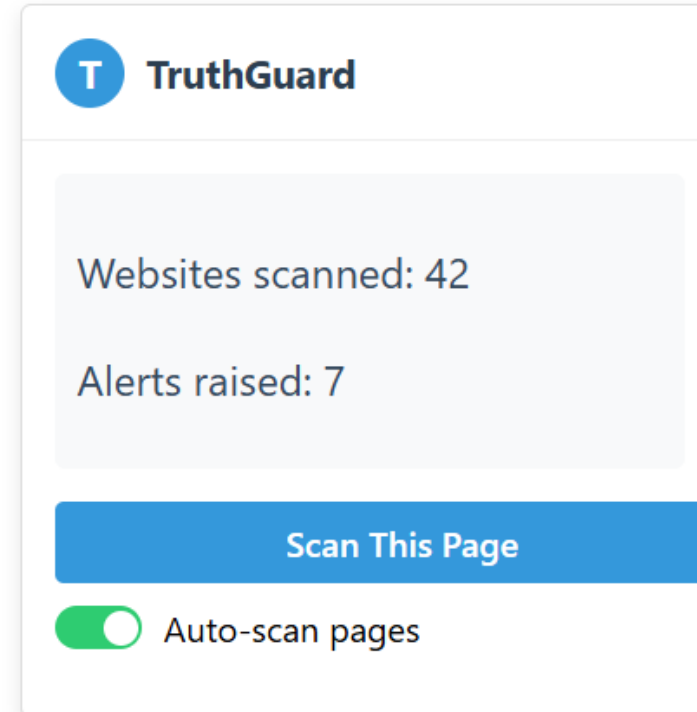 T TruthGuard
Websites scanned: 42
Alerts raised: 7
Scan This Page
Auto-scan pages